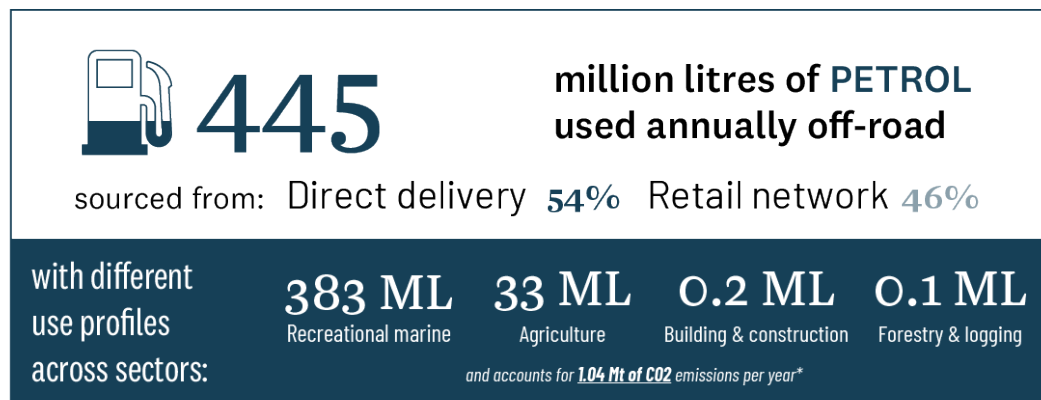 445
million litres of PETROL
used annually off-road
sourced from: Direct delivery 54% Retail network 46%
with different
use profiles
across sectors:
383 ML
Recreational marine
33 ML
Agriculture
0.2 ML
Building & construction
0.1 ML
Forestry & logging
and accounts for 1.04 Mt of CO2 emissions per year*